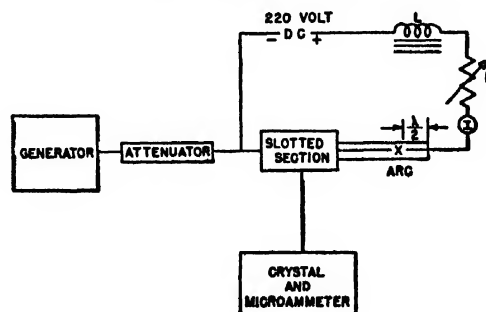 220 VOLT
– DC +
L
I
λ/2
GENERATOR
ATTENUATOR
SLOTTED
SECTION
X
ARC
CRYSTAL
AND
MICROAMMETER